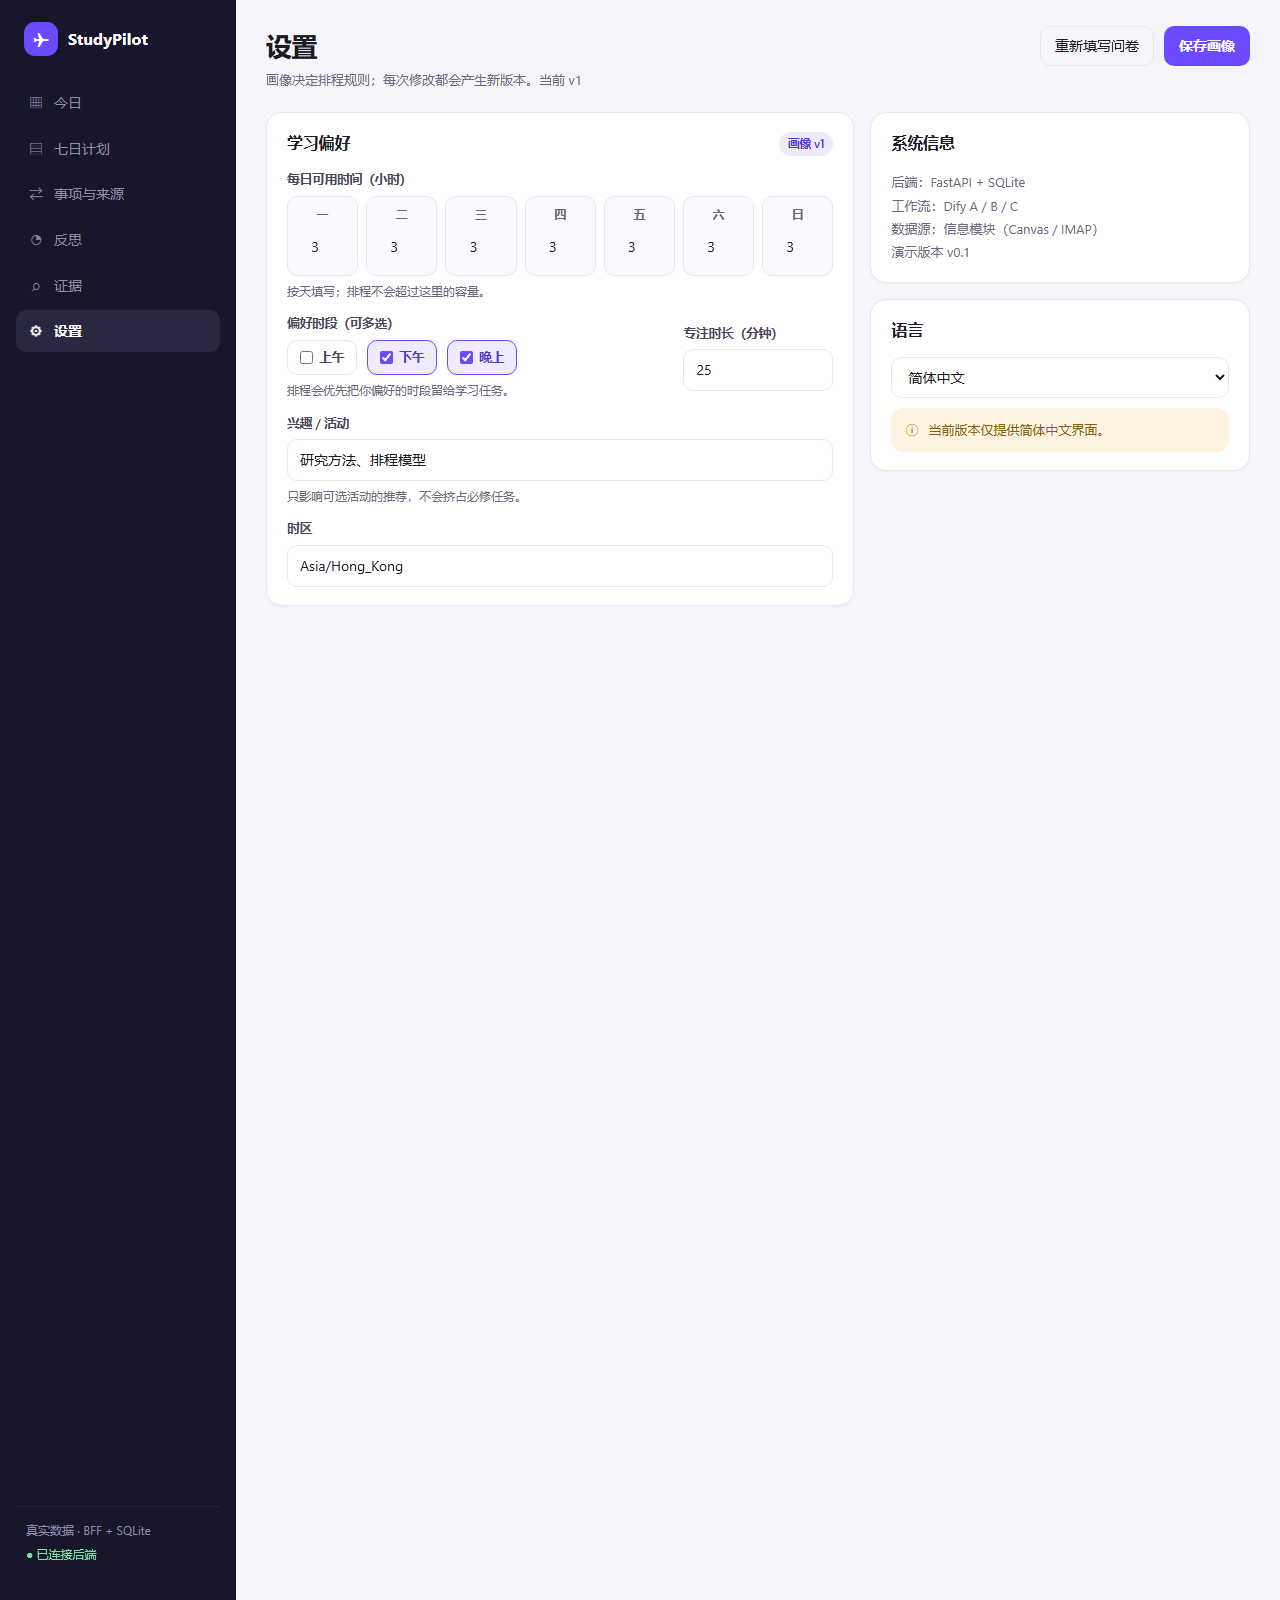 StudyPilot
今日
七日计划
事项与来源
反思
证据
设置
真实数据 · BFF + SQLite
● 已连接后端
设置
画像决定排程规则；每次修改都会产生新版本。当前 v1
重新填写问卷
保存画像
学习偏好
画像 v1
每日可用时间（小时）
一 二 三 四 五 六 日
3 3 3 3 3 3 3
按天填写；排程不会超过这里的容量。
偏好时段（可多选）
上午 下午 晚上
排程会优先把你偏好的时段留给学习任务。
专注时长（分钟）
25
兴趣 / 活动
研究方法、排程模型
只影响可选活动的推荐，不会挤占必修任务。
时区
Asia/Hong_Kong
系统信息
后端：FastAPI + SQLite
工作流：Dify A / B / C
数据源：信息模块（Canvas / IMAP）
演示版本 v0.1
语言
简体中文
ⓘ 当前版本仅提供简体中文界面。